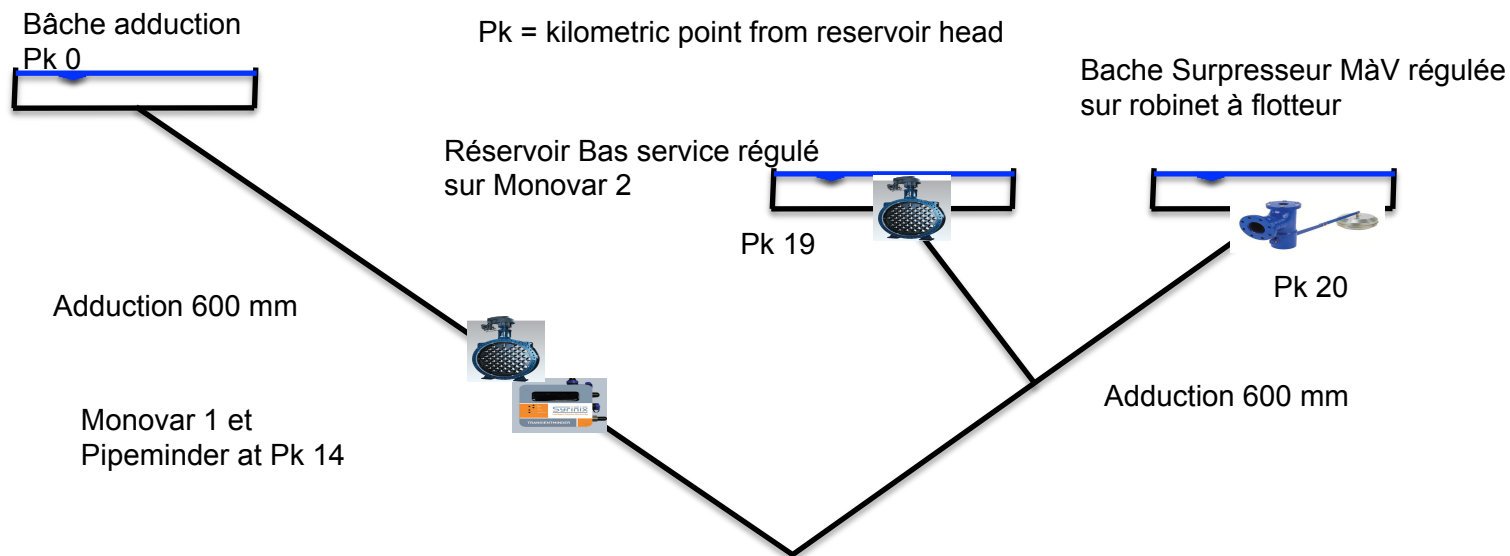 Bâche adduction
Pk 0
Pk = kilometric point from reservoir head
Bache Surpresseur MàV régulée
sur robinet à flotteur
Réservoir Bas service régulé
sur Monovar 2
Pk 19
Pk 20
Adduction 600 mm
Adduction 600 mm
Monovar 1 et
Pipeminder at Pk 14
syrinix
TRANSIENTMINDER